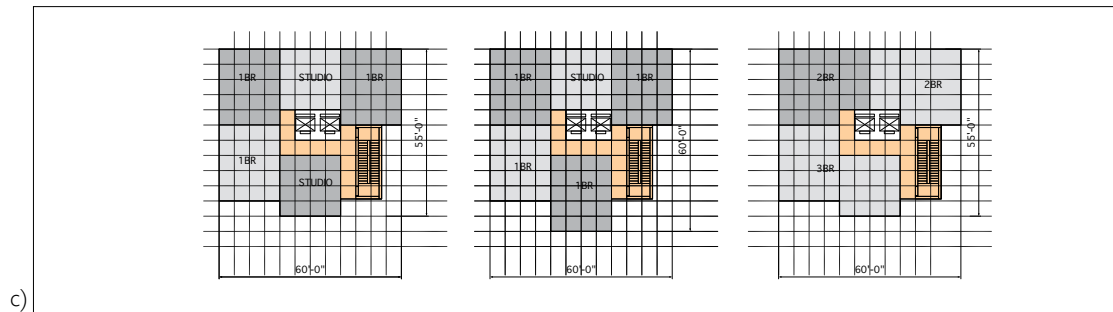 1BR
STUDIO
1BR
1BR
STUDIO
55'-0"
60'-0"
1BR
STUDIO
1BR
1BR
1BR
60'-0"
60'-0"
2BR
2BR
3BR
55'-0"
60'-0"
c)